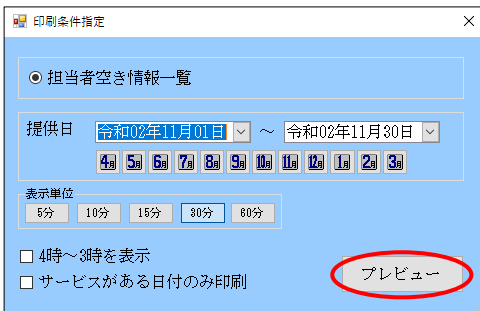 印刷条件指定
担当者空き情報一覧
提供日 令和02年11月01日 ～ 令和02年11月30日
4月 5月 6月 7月 8月 9月 10月 11月 12月 1月 2月 3月
表示単位
5分 10分 15分 30分 60分
4時～3時を表示
サービスがある日付のみ印刷
プレビュー